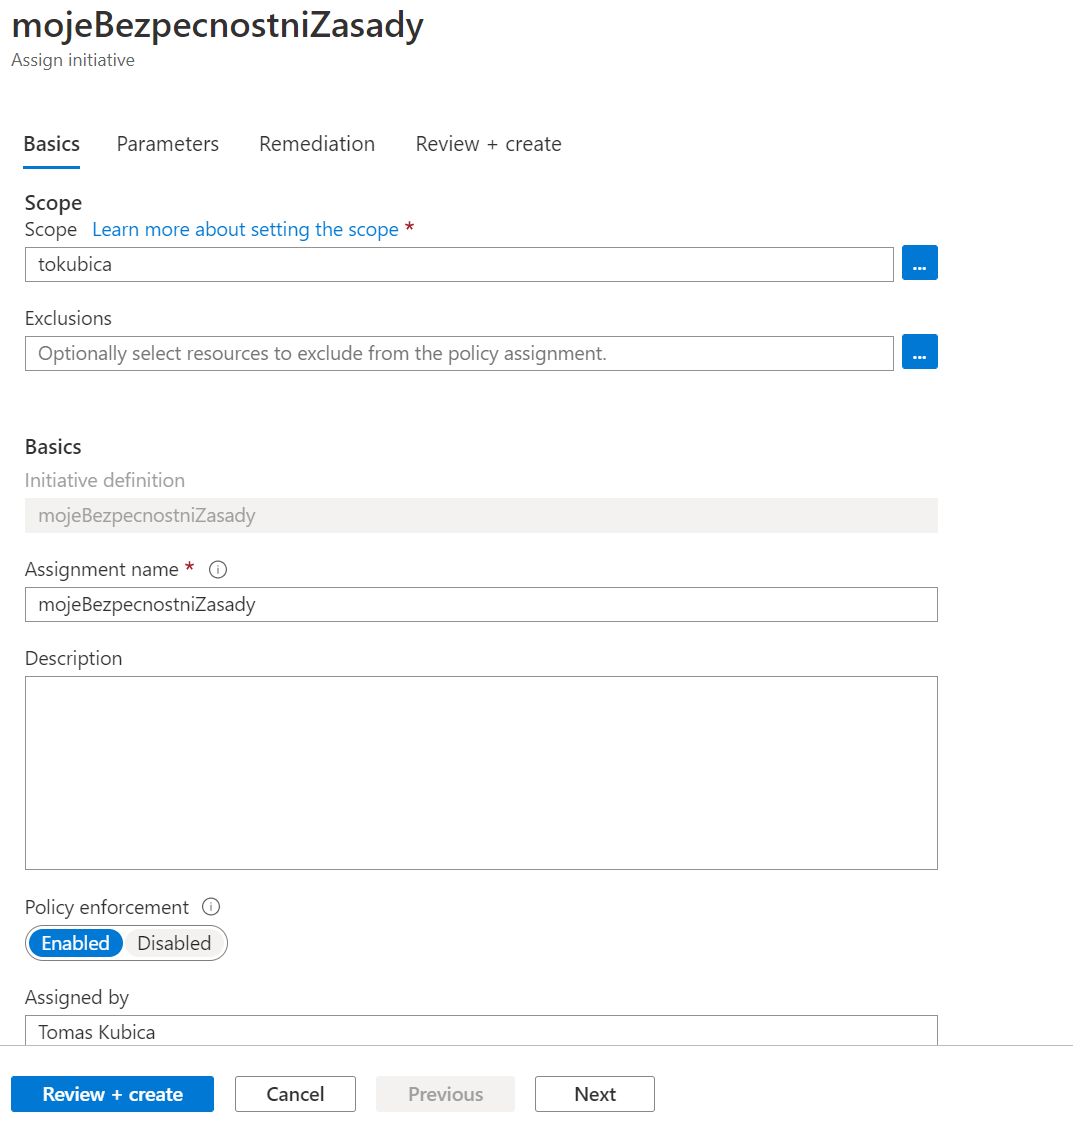 mojeBezpecnostniZasady
Assign initiative
Basics Parameters Remediation Review + create
Scope
Scope Learn more about setting the scope *
tokubica
...
Exclusions
Optionally select resources to exclude from the policy assignment.
...
Basics
Initiative definition
mojeBezpecnostniZasady
Assignment name *
mojeBezpecnostniZasady
Description
Policy enforcement
Enabled Disabled
Assigned by
Tomas Kubica
Review + create Cancel Previous Next